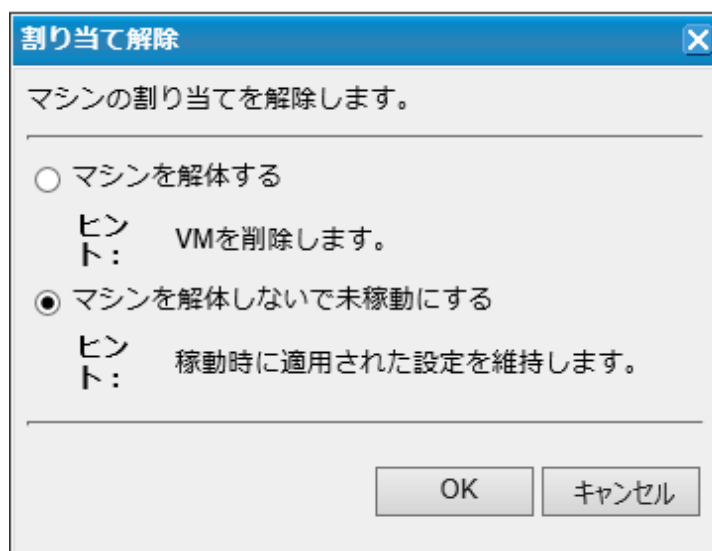 割り当て解除
マシンの割り当てを解除します。
マシンを解体する
ヒン
ト：
VMを削除します。
マシンを解体しないで未稼動にする
ヒン
ト：
稼動時に適用された設定を維持します。
OK
キャンセル